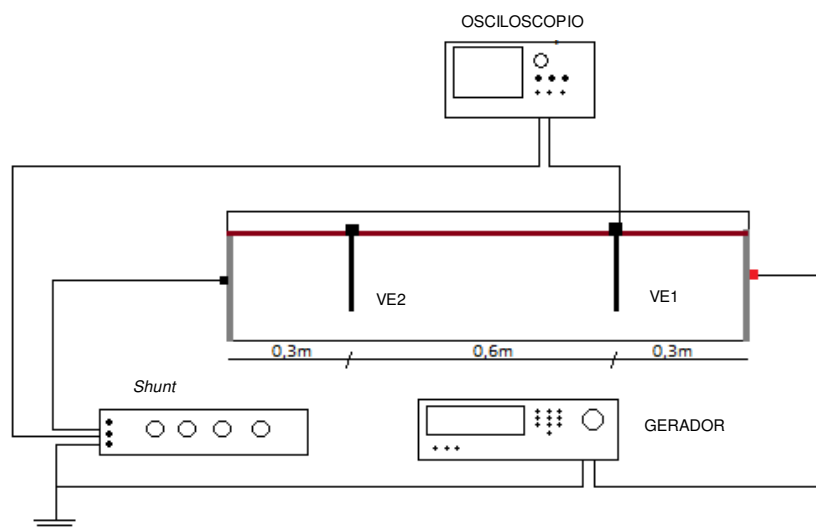 OSCILOSCOPIO
VE2
VE1
0,3m
0,6m
0,3m
Shunt
GERADOR